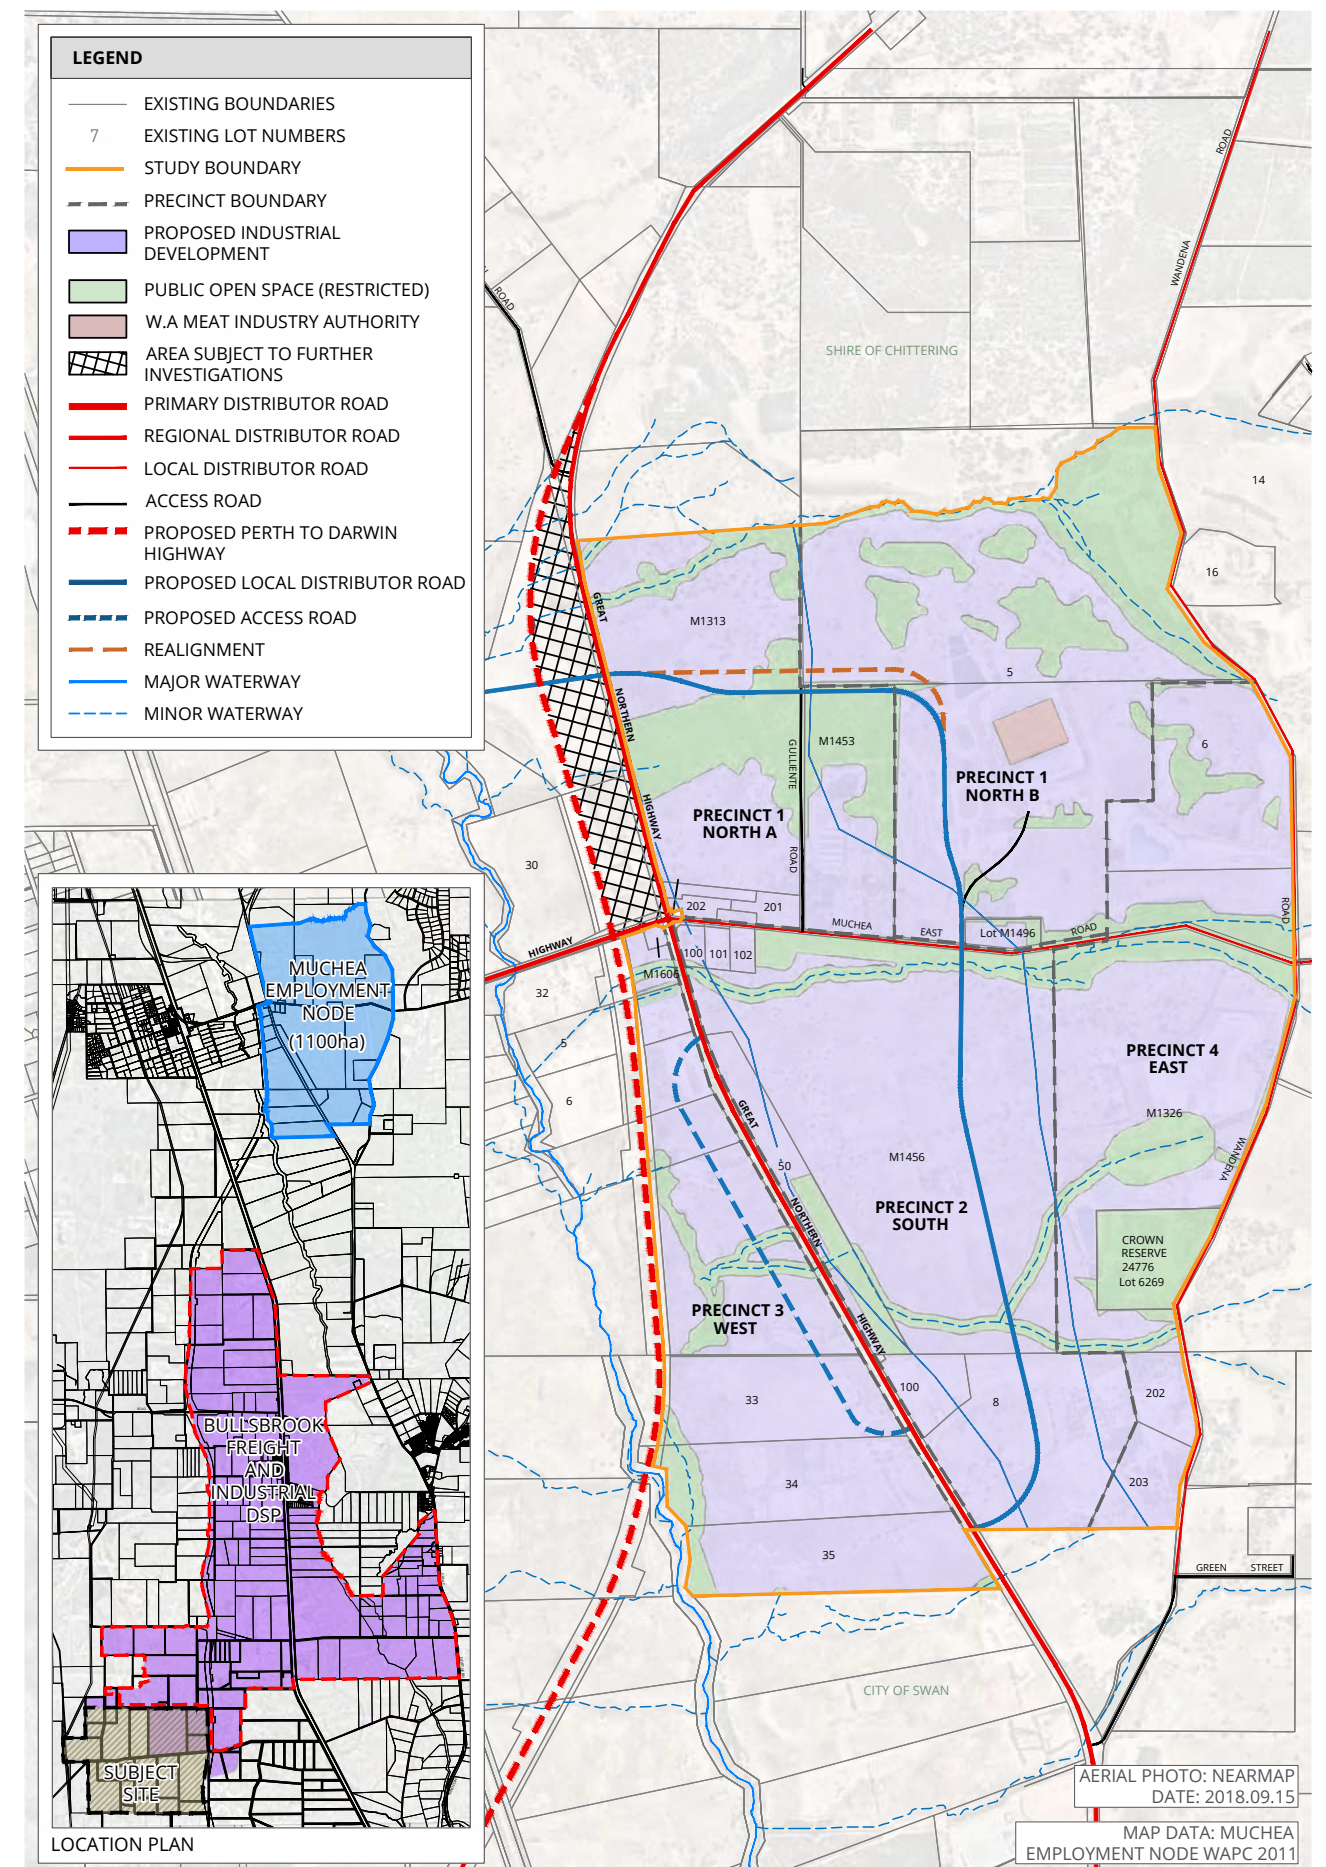 LEGEND
EXISTING BOUNDARIES
7
EXISTING LOT NUMBERS
STUDY BOUNDARY
PRECINCT BOUNDARY
PROPOSED INDUSTRIAL
DEVELOPMENT
PUBLIC OPEN SPACE (RESTRICTED)
W.A MEAT INDUSTRY AUTHORITY
AREA SUBJECT TO FURTHER
INVESTIGATIONS
PRIMARY DISTRIBUTOR ROAD
REGIONAL DISTRIBUTOR ROAD
LOCAL DISTRIBUTOR ROAD
ACCESS ROAD
PROPOSED PERTH TO DARWIN
HIGHWAY
PROPOSED LOCAL DISTRIBUTOR ROAD
PROPOSED ACCESS ROAD
REALIGNMENT
MAJOR WATERWAY
MINOR WATERWAY
MUCHEA
EMPLOYMENT
NODE
(1100ha)
BULLSBROOK
FREIGHT
AND
INDUSTRIAL
DSP
SUBJECT
SITE
LOCATION PLAN
ROAD
WANDENA
ROAD
SHIRE OF CHITTERING
14
16
GREAT
M1313
5
NORTHERN
GULLIENTE
M1453
6
HIGHWAY
PRECINCT 1
NORTH A
PRECINCT 1
NORTH B
ROAD
30
202
201
ROAD
MUCHEA
EAST
Lot M1496
ROAD
HIGHWAY
100
101
102
M1606
32
5
6
GREAT
PRECINCT 4
EAST
M1326
50
M1456
WANDENA
NORTHERN
PRECINCT 2
SOUTH
CROWN
RESERVE
24776
Lot 6269
PRECINCT 3
WEST
HIGHWAY
33
100
8
202
34
203
35
GREEN
STREET
CITY OF SWAN
AERIAL PHOTO: NEARMAP
DATE: 2018.09.15
MAP DATA: MUCHEA
EMPLOYMENT NODE WAPC 2011